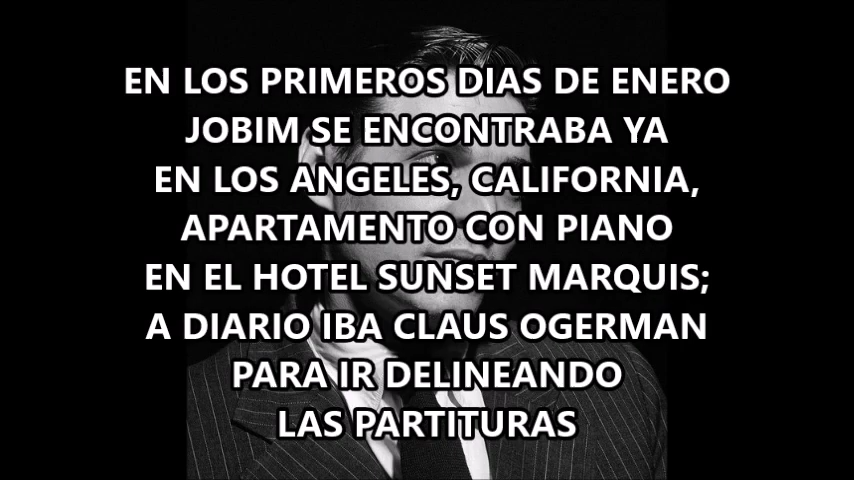 EN LOS PRIMEROS DIAS DE ENERO
JOBIM SE ENCONTRABA YA
EN LOS ANGELES, CALIFORNIA,
APARTAMENTO CON PIANO
EN EL HOTEL SUNSET MARQUIS;
A DIARIO IBA CLAUS OGERMAN
PARA IR DELINEANDO
LAS PARTITURAS